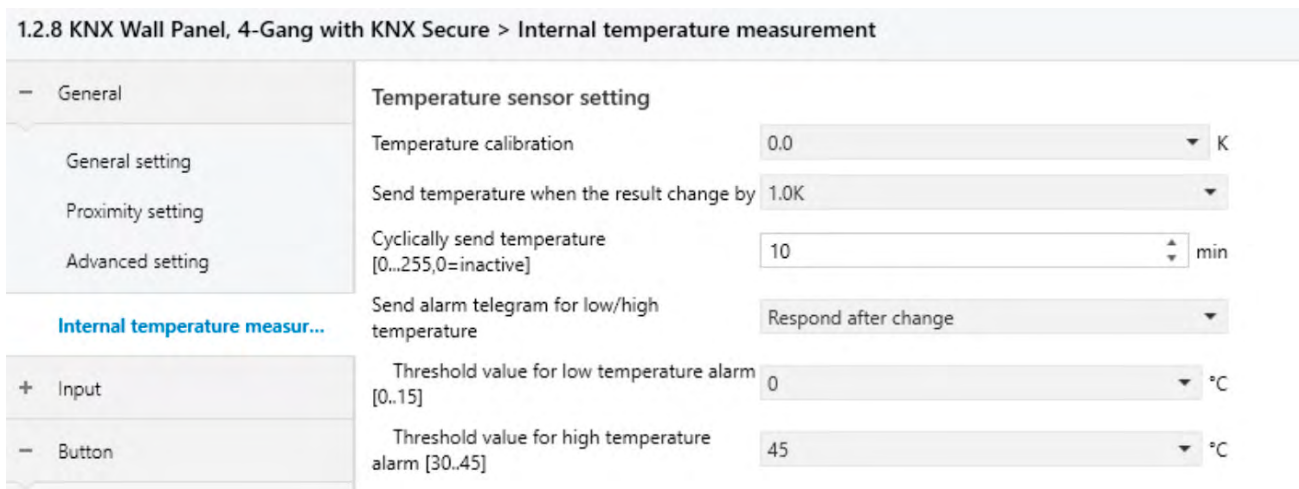 1.2.8 KNX Wall Panel, 4-Gang with KNX Secure > Internal temperature measurement
− General
General setting
Proximity setting
Advanced setting
Internal temperature measur...
+ Input
− Button
Temperature sensor setting
Temperature calibration 0.0 K
Send temperature when the result change by 1.0K
Cyclically send temperature
[0...255,0=inactive] 10 min
Send alarm telegram for low/high
temperature Respond after change
Threshold value for low temperature alarm
[0..15] 0 °C
Threshold value for high temperature
alarm [30..45] 45 °C